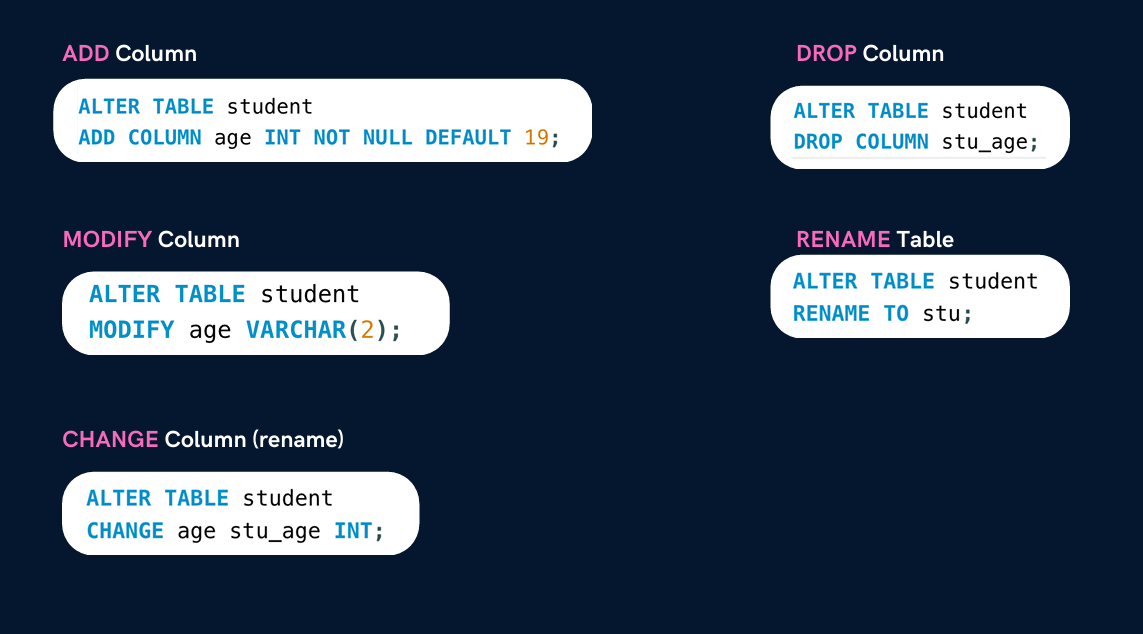 ADD Column
ALTER TABLE student
ADD COLUMN age INT NOT NULL DEFAULT 19;
MODIFY Column
ALTER TABLE student
MODIFY age VARCHAR(2);
CHANGE Column (rename)
ALTER TABLE student
CHANGE age stu_age INT;
DROP Column
ALTER TABLE student
DROP COLUMN stu_age;
RENAME Table
ALTER TABLE student
RENAME TO stu;